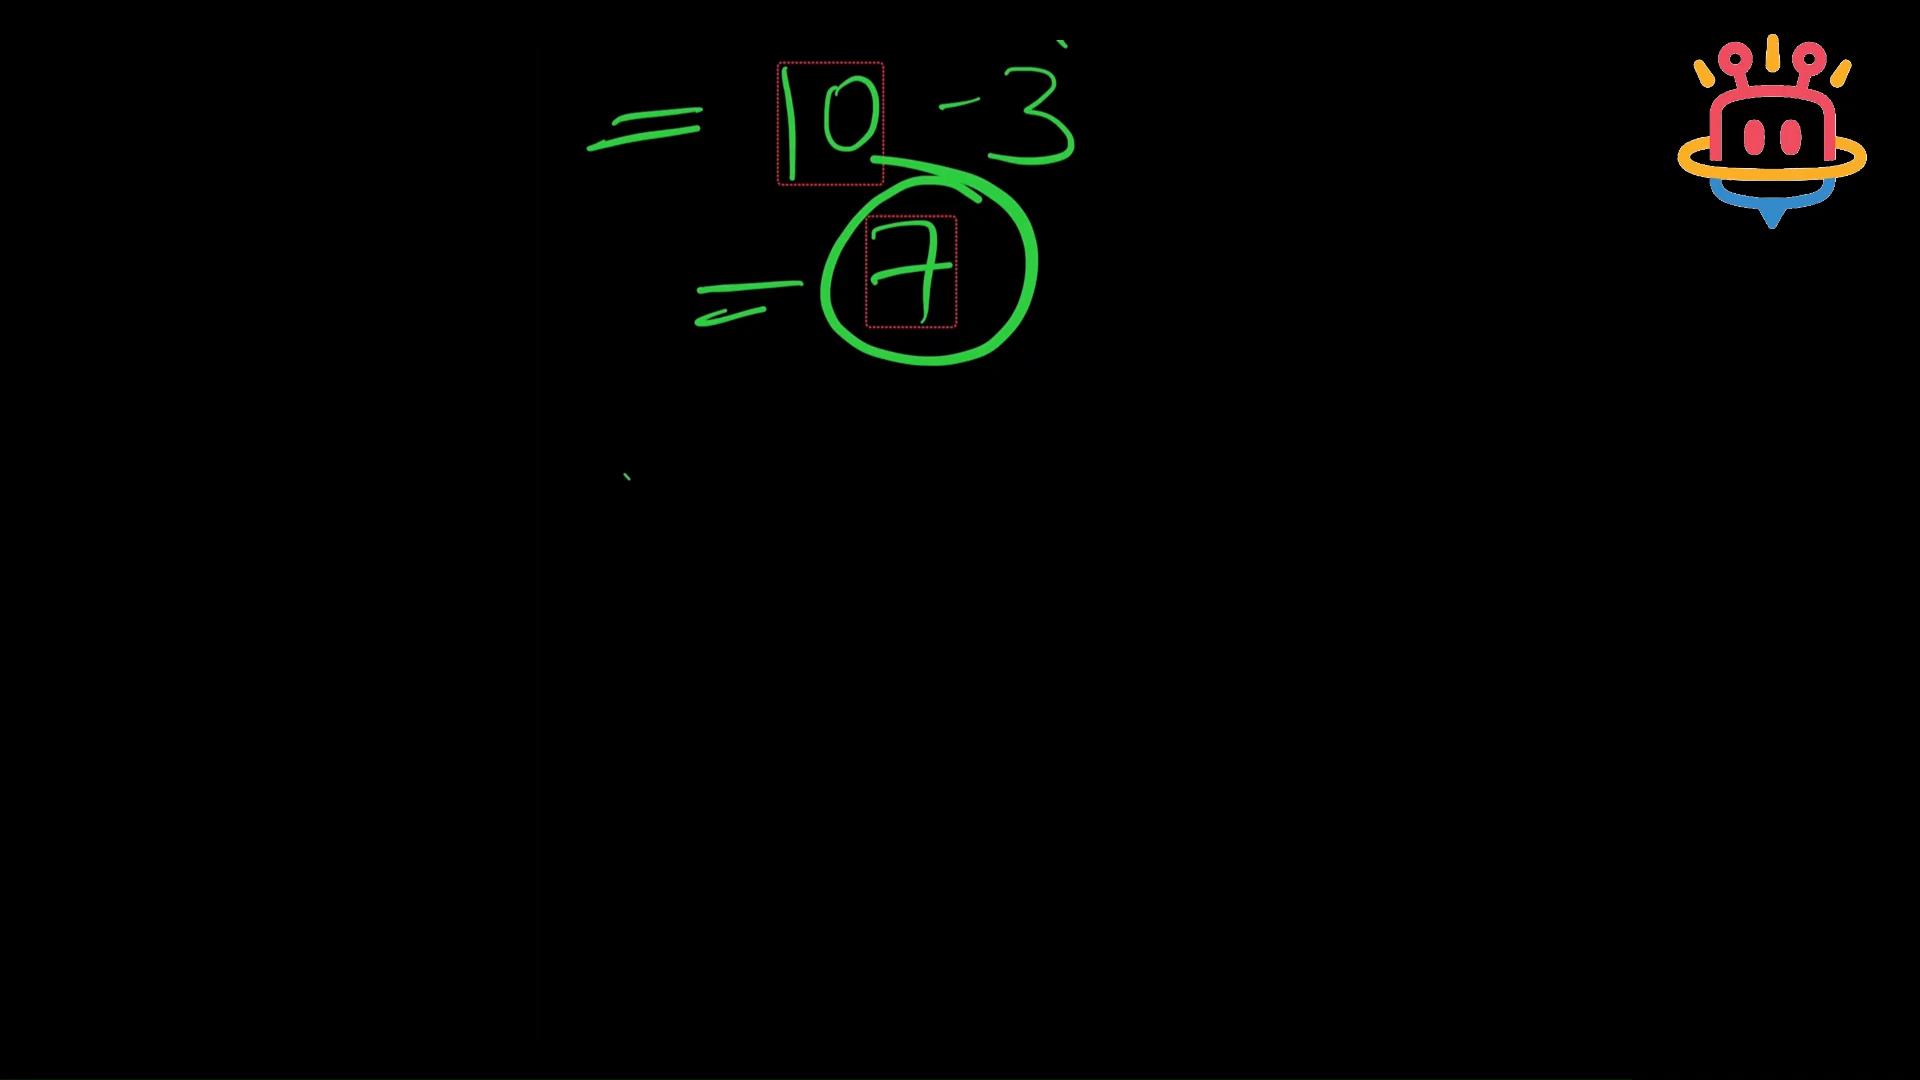 = 10 - 3
= 7